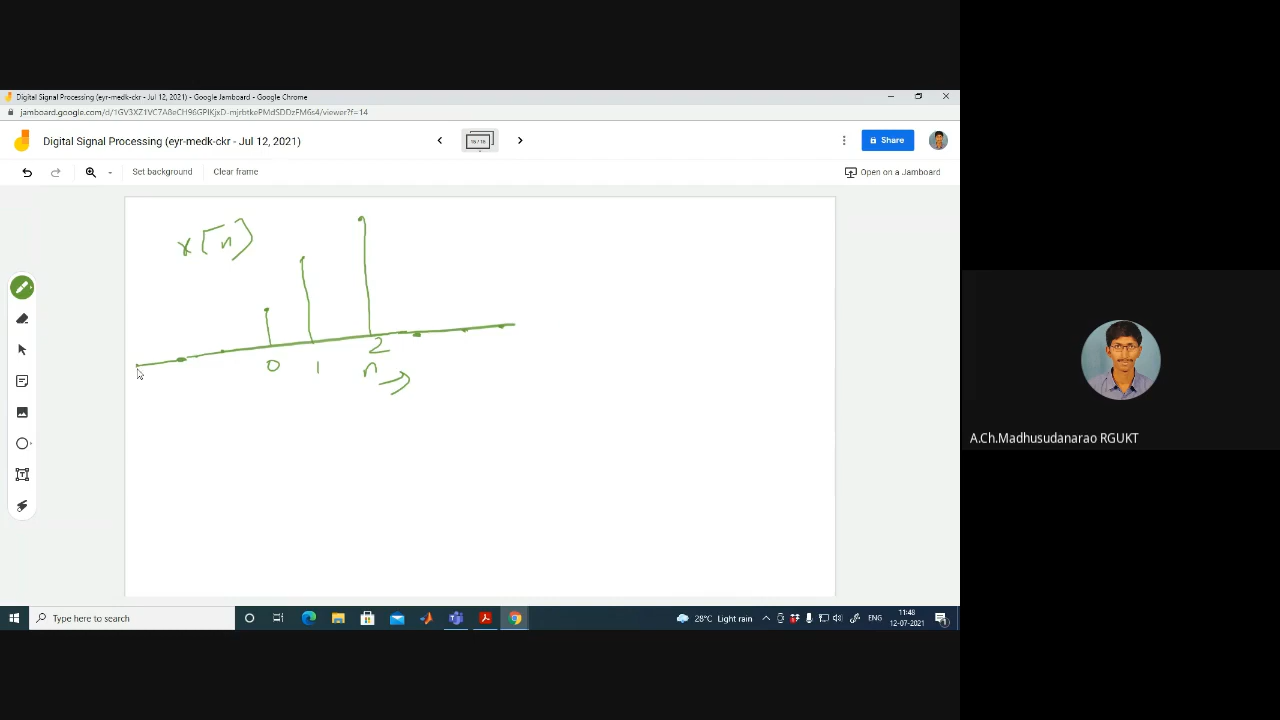 Digital Signal Processing (eyr-medk-ckr - Jul 12, 2021) - Google Jamboard - Google Chrome
Digital Signal Processing (eyr-medk-ckr - Jul 12, 2021)
Share
Set background
Clear frame
Open on a Jamboard
x[n]
0 1 2
n →
A.Ch.Madhusudanarao RGUKT
Type here to search
28°C Light rain
ENG
11:48
12-07-2021